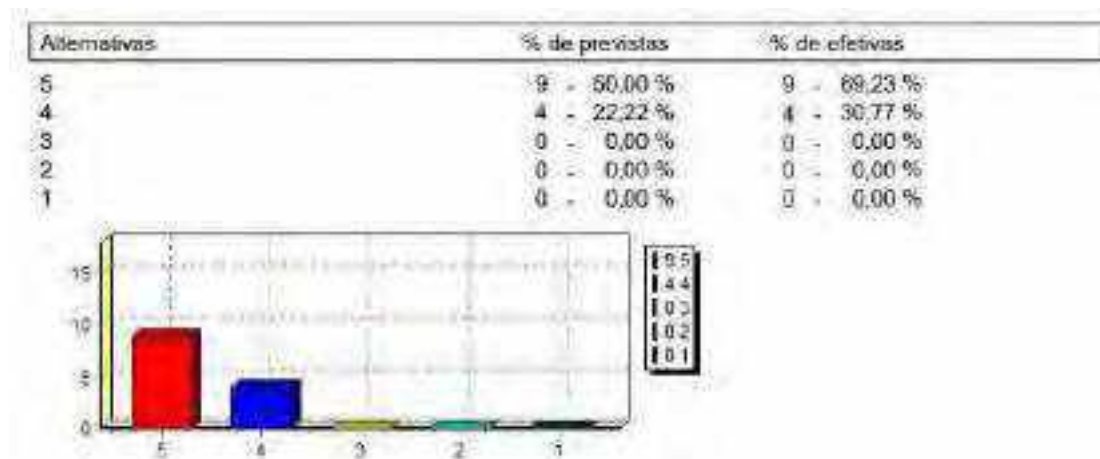 Alternativas % de previstas % de efetivas
5 9 - 50,00 % 9 - 69,23 %
4 4 - 22,22 % 4 - 30,77 %
3 0 - 0,00 % 0 - 0,00 %
2 0 - 0,00 % 0 - 0,00 %
1 0 - 0,00 % 0 - 0,00 %
15
10
5
0
5 4 3 2 1
9 5
4 4
0 3
0 2
0 1